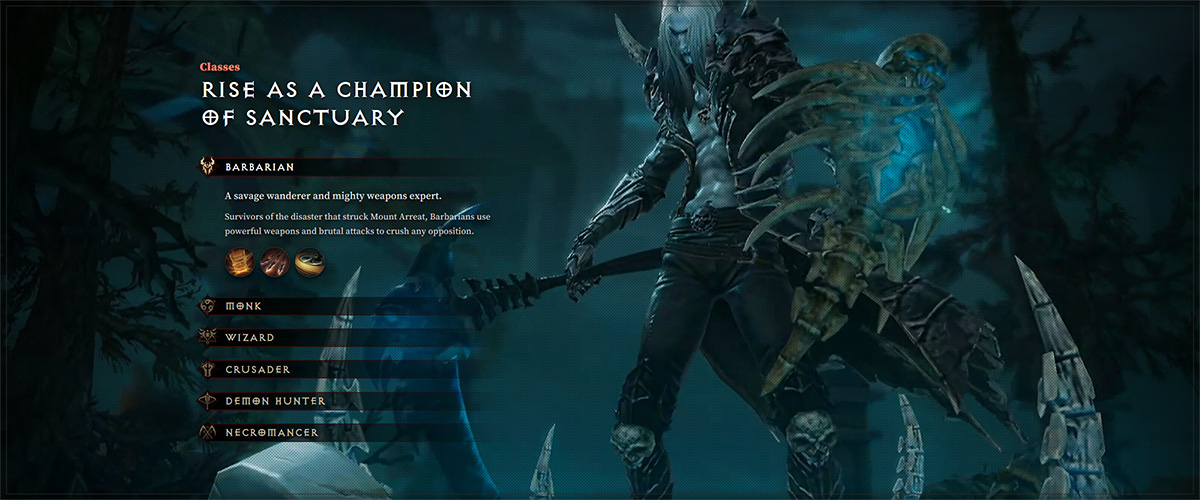 Classes
RISE AS A CHAMPION
OF SANCTUARY
BARBARIAN
A savage wanderer and mighty weapons expert.
Survivors of the disaster that struck Mount Arreat, Barbarians use
powerful weapons and brutal attacks to crush any opposition.
MONK
WIZARD
CRUSADER
DEMON HUNTER
NECROMANCER